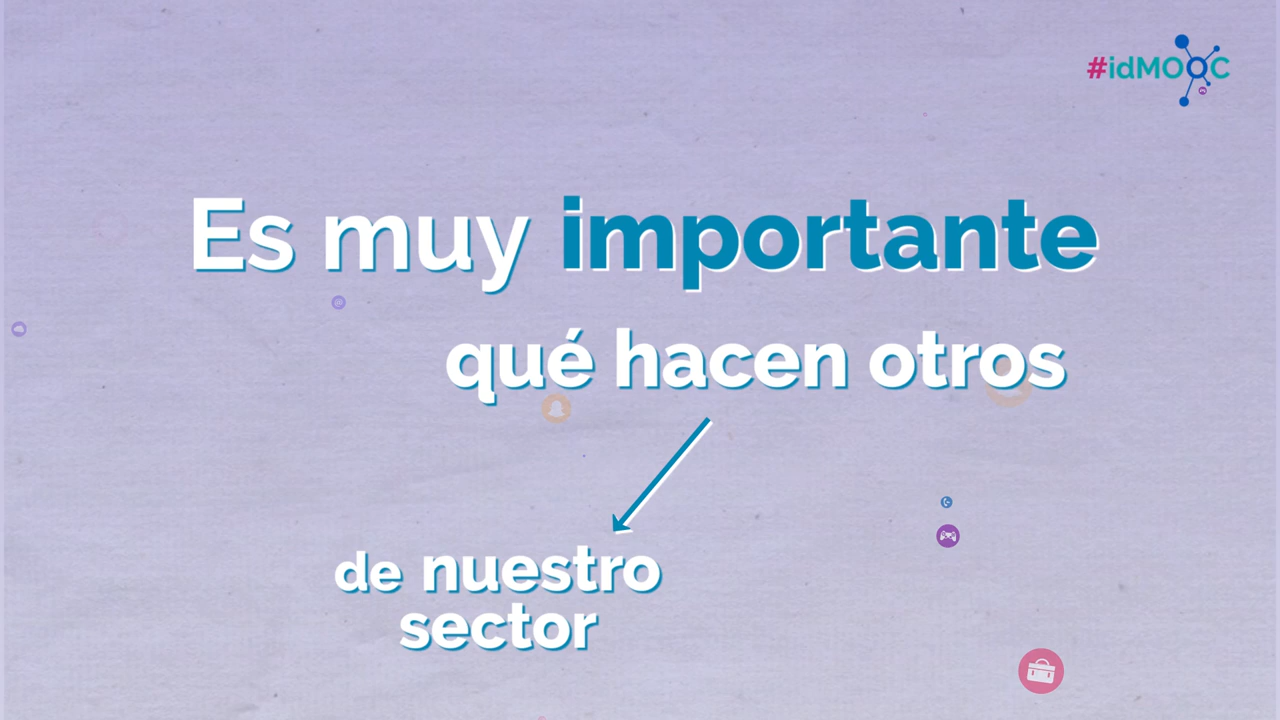 #idMOOC
Es muy importante
qué hacen otros
de nuestro
sector